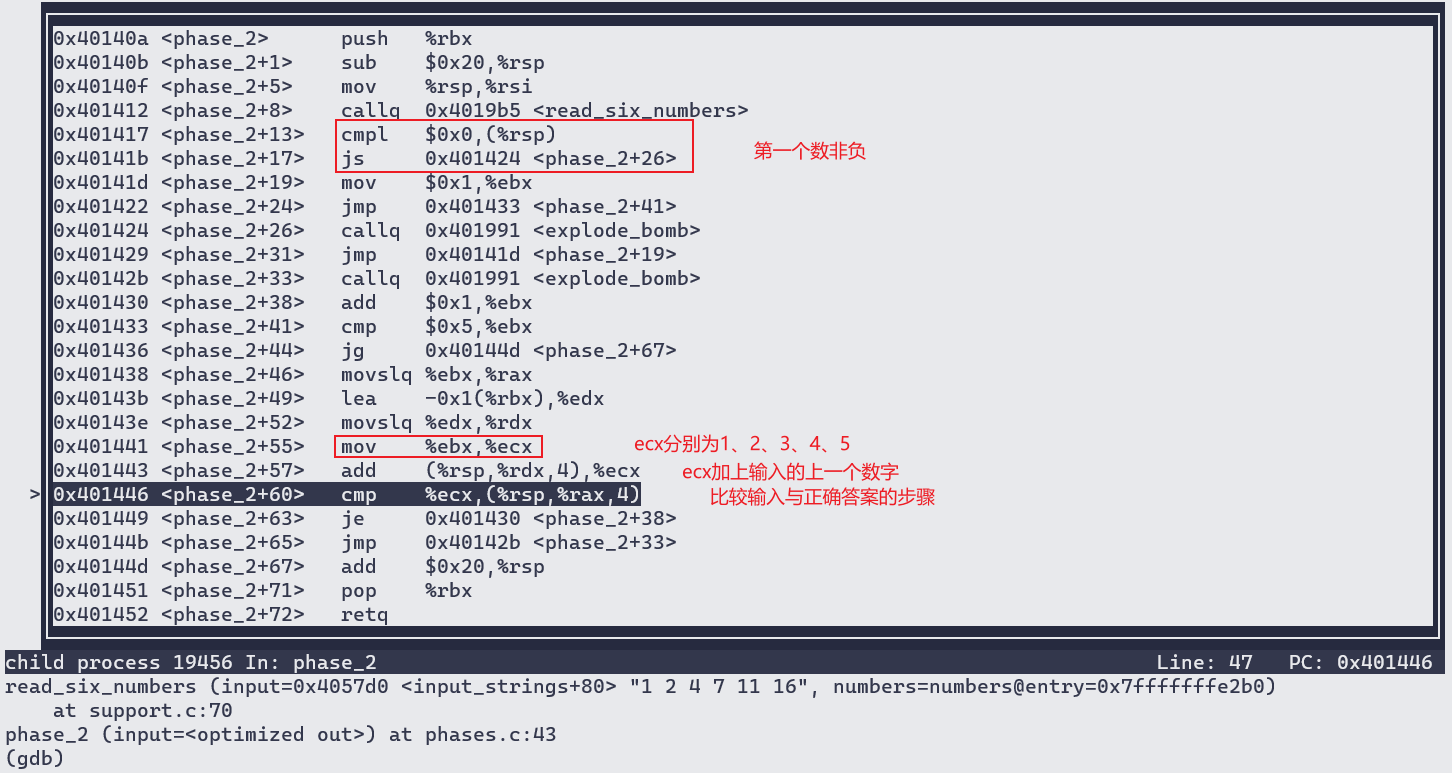 0x40140a <phase_2> push %rbx
0x40140b <phase_2+1> sub $0x20,%rsp
0x40140f <phase_2+5> mov %rsp,%rsi
0x401412 <phase_2+8> callq 0x4019b5 <read_six_numbers>
0x401417 <phase_2+13> cmpl $0x0,(%rsp)
第一个数非负
0x40141b <phase_2+17> js 0x401424 <phase_2+26>
0x40141d <phase_2+19> mov $0x1,%ebx
0x401422 <phase_2+24> jmp 0x401433 <phase_2+41>
0x401424 <phase_2+26> callq 0x401991 <explode_bomb>
0x401429 <phase_2+31> jmp 0x40141d <phase_2+19>
0x40142b <phase_2+33> callq 0x401991 <explode_bomb>
0x401430 <phase_2+38> add $0x1,%ebx
0x401433 <phase_2+41> cmp $0x5,%ebx
0x401436 <phase_2+44> jg 0x40144d <phase_2+67>
0x401438 <phase_2+46> movslq %ebx,%rax
0x40143b <phase_2+49> lea -0x1(%rbx),%edx
0x40143e <phase_2+52> movslq %edx,%rdx
0x401441 <phase_2+55> mov %ebx,%ecx ecx分别为1、2、3、4、5
0x401443 <phase_2+57> add (%rsp,%rdx,4),%ecx ecx加上输入的上一个数字
>0x401446 <phase_2+60> cmp %ecx,(%rsp,%rax,4) 比较输入与正确答案的步骤
0x401449 <phase_2+63> je 0x401430 <phase_2+38>
0x40144b <phase_2+65> jmp 0x40142b <phase_2+33>
0x40144d <phase_2+67> add $0x20,%rsp
0x401451 <phase_2+71> pop %rbx
0x401452 <phase_2+72> retq
child process 19456 In: phase_2 Line: 47 PC: 0x401446
read_six_numbers (input=0x4057d0 <input_strings+80> "1 2 4 7 11 16", numbers=numbers@entry=0x7fffffffe2b0)
at support.c:70
phase_2 (input=<optimized out>) at phases.c:43
(gdb)